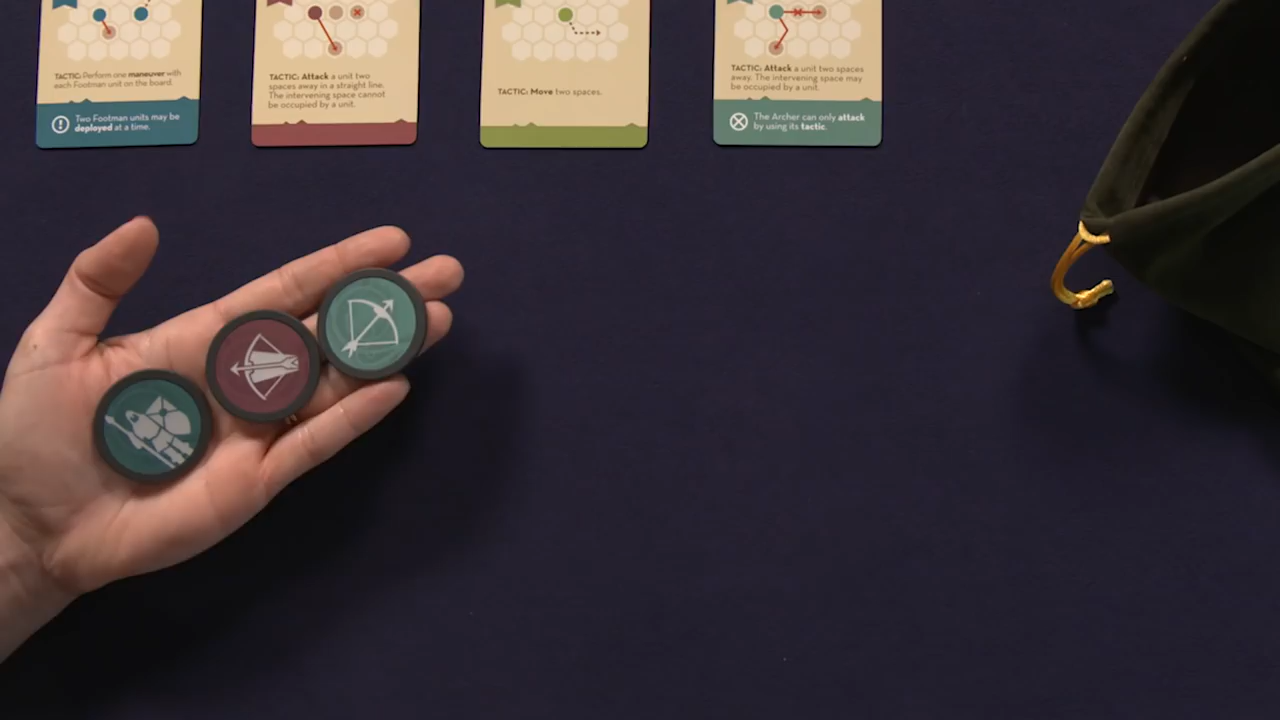 TACTIC: Perform one maneuver with
each Footman unit on the board.
Two Footman units may be
deployed at a time.
TACTIC: Attack a unit two
spaces away in a straight line.
The intervening space cannot
be occupied by a unit.
TACTIC: Move two spaces.
TACTIC: Attack a unit two spaces
away. The intervening space may
be occupied by a unit.
The Archer can only attack
by using its tactic.